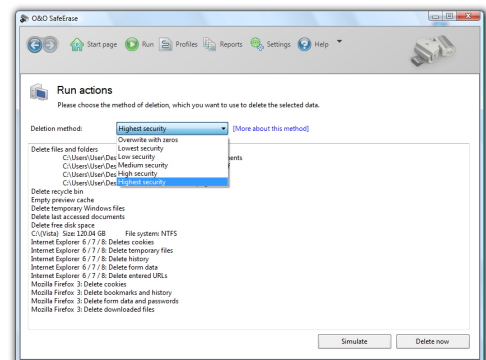 O&O SafeErase
Start page
Run
Profiles
Reports
Settings
Help
Run actions
Please choose the method of deletion, which you want to use to delete the selected data.
Deletion method:
Highest security
[More about this method]
Overwrite with zeros
Lowest security
Low security
Medium security
High security
Highest security
Delete files and folders
C:\Users\User\Des
C:\Users\User\Des
C:\Users\User\Des
C:\Users\User\Des
Delete recycle bin
Empty preview cache
Delete temporary Windows files
Delete last accessed documents
Delete free disk space
C:\(Vista) Size: 120.04 GB File system: NTFS
Internet Explorer 6 / 7 / 8: Deletes cookies
Internet Explorer 6 / 7 / 8: Delete temporary files
Internet Explorer 6 / 7 / 8: Delete history
Internet Explorer 6 / 7 / 8: Delete form data
Internet Explorer 6 / 7 / 8: Delete entered URLs
Mozilla Firefox 3: Delete cookies
Mozilla Firefox 3: Delete bookmarks and history
Mozilla Firefox 3: Delete form data and passwords
Mozilla Firefox 3: Delete downloaded files
Simulate
Delete now